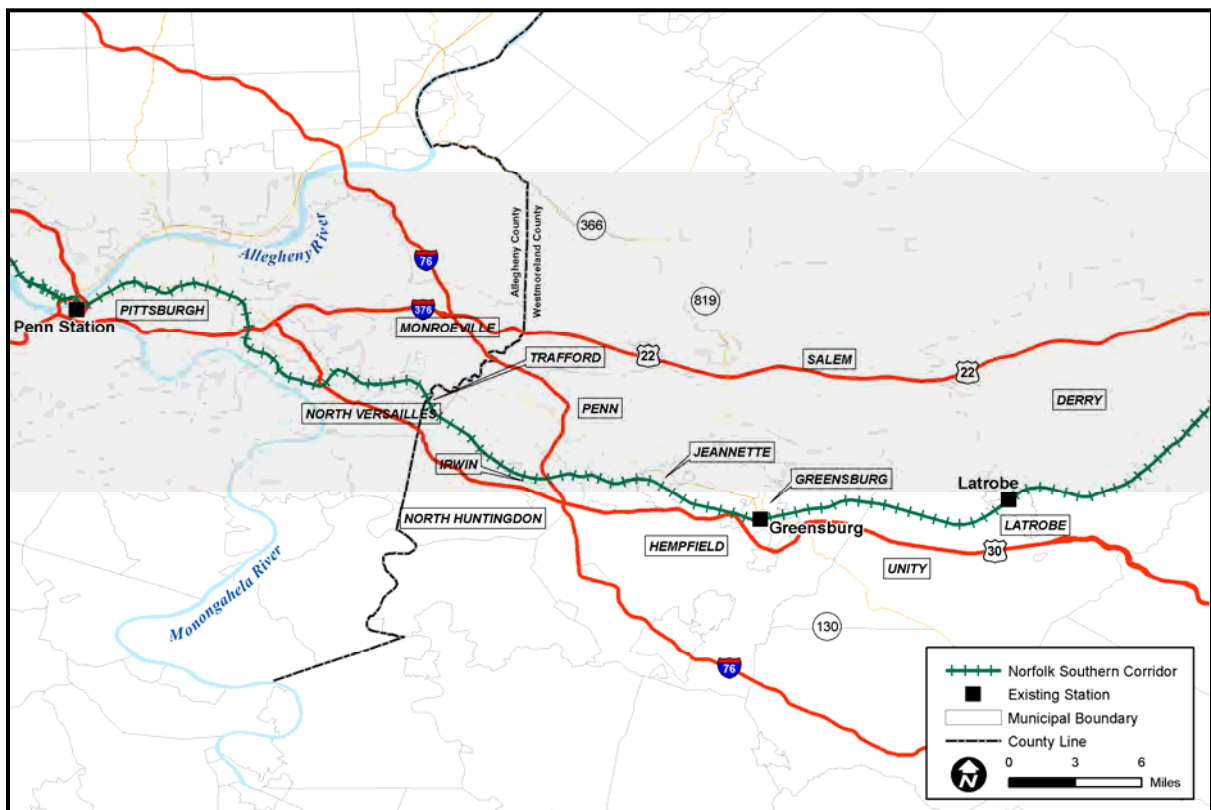 Allegheny River
Allegheny County
Westmoreland County
366
76
819
376
PITTSBURGH
Penn Station
MONROEVILLE
TRAFFORD
22
SALEM
22
DERRY
NORTH VERSAILLES
PENN
JEANNETTE
IRWIN
GREENSBURG
Latrobe
NORTH HUNTINGDON
Greensburg
LATROBE
HEMPFIELD
30
UNITY
Monongahela River
130
76
Norfolk Southern Corridor
Existing Station
Municipal Boundary
County Line
N
0 3 6
Miles